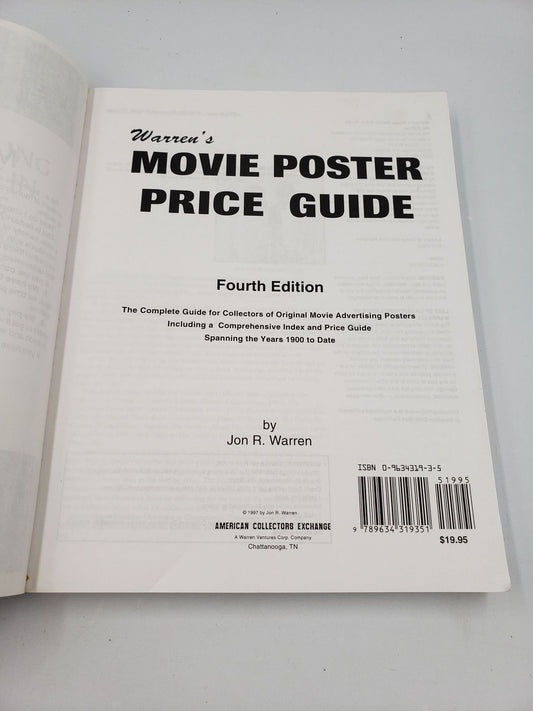 Warren's
MOVIE POSTER
PRICE GUIDE
Fourth Edition
The Complete Guide for Collectors of Original Movie Advertising Posters
Including a Comprehensive Index and Price Guide
Spanning the Years 1900 to Date
by
Jon R. Warren
ISBN 0-9634319-3-5
51995
9 789634 319351
$19.95
© 1997 by Jon R. Warren
AMERICAN COLLECTORS EXCHANGE
A Warren Ventures Corp. Company
Chattanooga, TN